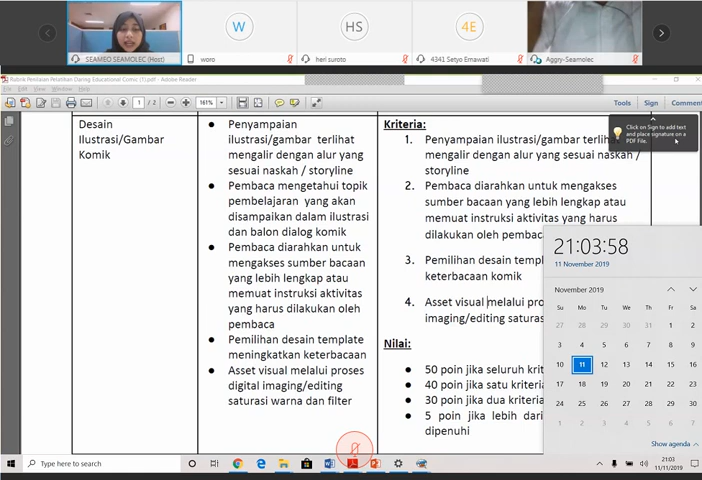 W
HS
4E
SEAMEO SEAMOLEC (Host)
woro
heri suroto
4341 Setyo Ernawati
Aggry-Seamolec
Rubrik Penilaian Pelatihan Daring Educational Comic (1).pdf - Adobe Reader
File Edit View Window Help
1 / 2
161%
Tools
Sign
Comment
Click on Sign to add text
and place signature on a
PDF File.
Desain
Ilustrasi/Gambar
Komik
Penyampaian
ilustrasi/gambar terlihat
mengalir dengan alur yang
sesuai naskah / storyline
Pembaca mengetahui topik
pembelajaran yang akan
disampaikan dalam ilustrasi
dan balon dialog komik
Pembaca diarahkan untuk
mengakses sumber bacaan
yang lebih lengkap atau
memuat instruksi aktivitas
yang harus dilakukan oleh
pembaca
Pemilihan desain template
meningkatkan keterbacaan
Asset visual melalui proses
digital imaging/editing
saturasi warna dan filter
Kriteria:
1. Penyampaian ilustrasi/gambar terlihat
mengalir dengan alur yang sesuai naskah /
storyline
2. Pembaca diarahkan untuk mengakses
sumber bacaan yang lebih lengkap atau
memuat instruksi aktivitas yang harus
dilakukan oleh pembaca
3. Pemilihan desain templ
keterbacaan komik
4. Asset visual melalui pro
imaging/editing saturas
Nilai:
50 poin jika seluruh krit
40 poin jika satu kriteria
30 poin jika dua kriteria
5 poin jika lebih dari
dipenuhi
21:03:58
11 November 2019
November 2019
Su Mo Tu We Th Fr Sa
27 28 29 30 31 1 2
3 4 5 6 7 8 9
10 11 12 13 14 15 16
17 18 19 20 21 22 23
24 25 26 27 28 29 30
1 2 3 4 5 6 7
Show agenda
Type here to search
21:03
11/11/2019